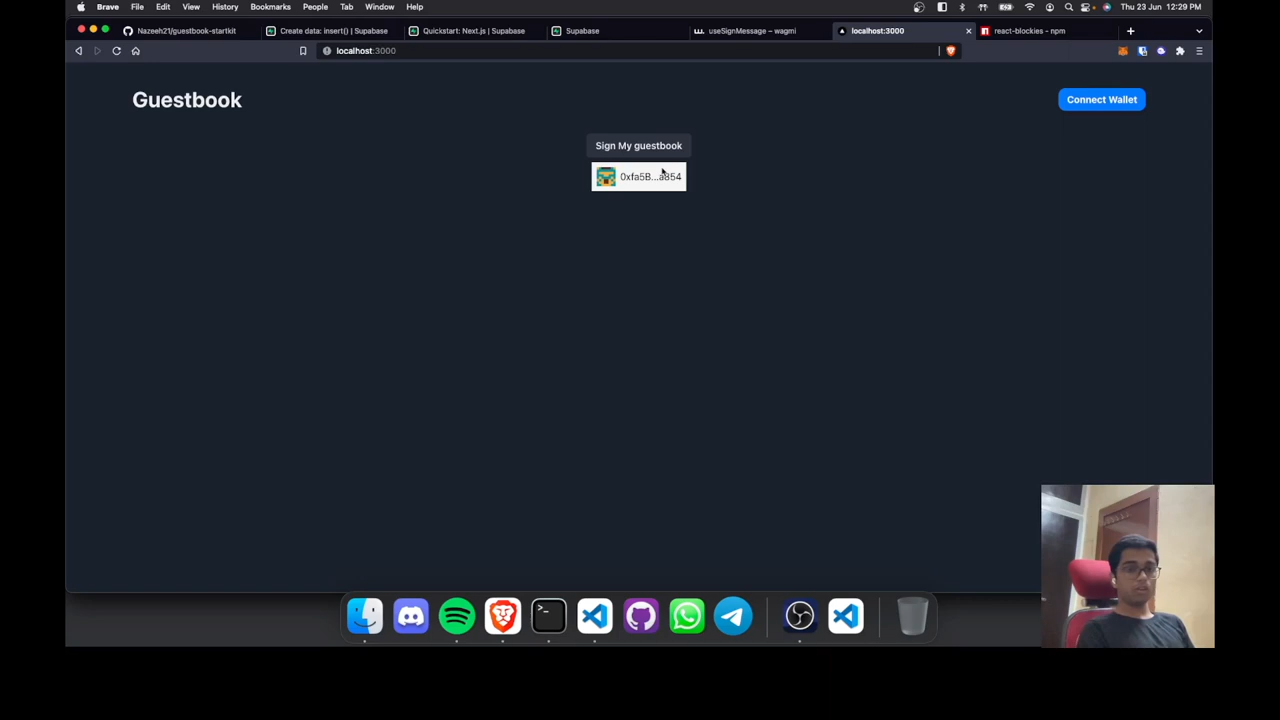 Brave File Edit View History Bookmarks People Tab Window Help Thu 23 Jun 12:29 PM
Nazeeh21/guestbook-startkit Create data: insert() | Supabase Quickstart: Next.js | Supabase Supabase useSignMessage – wagmi localhost:3000 react-blockies - npm
localhost:3000
Guestbook
Connect Wallet
Sign My guestbook
0xfa5B...a854